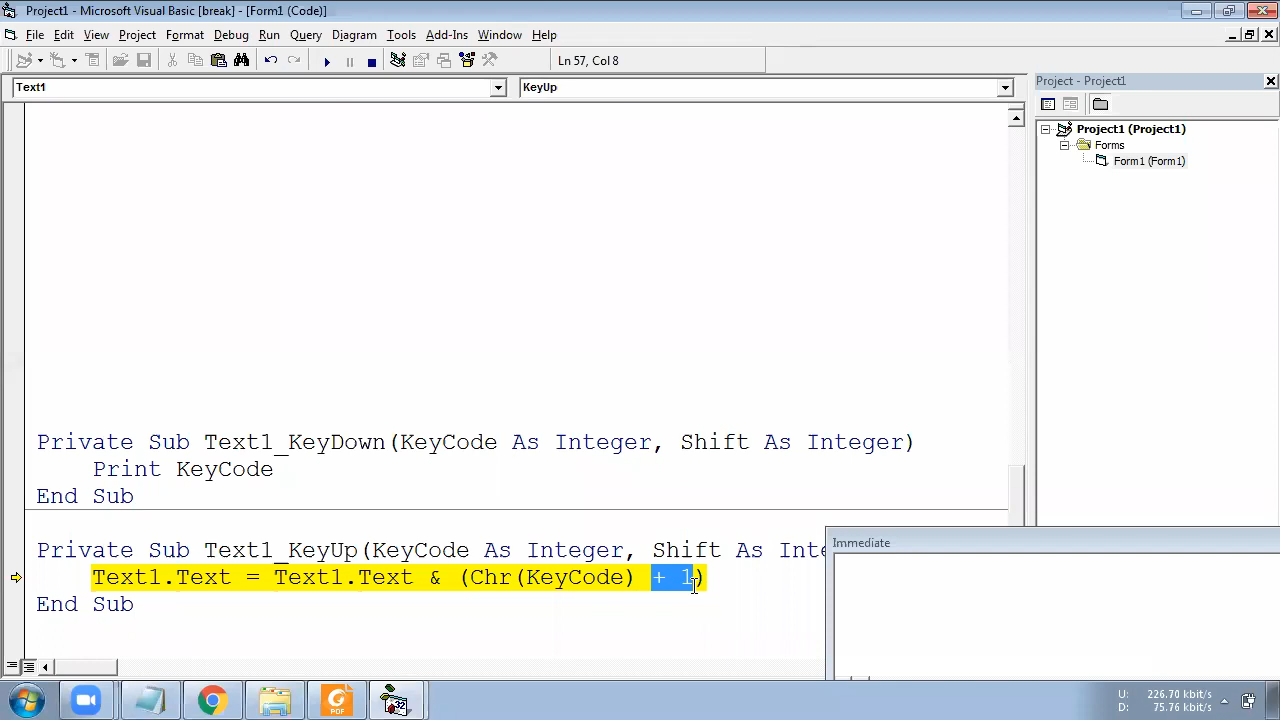 Project1 - Microsoft Visual Basic [break] - [Form1 (Code)]
File Edit View Project Format Debug Run Query Diagram Tools Add-Ins Window Help
Ln 57, Col 8
Text1 KeyUp
Project - Project1
Project1 (Project1)
Forms
Form1 (Form1)
Private Sub Text1_KeyDown(KeyCode As Integer, Shift As Integer)
Print KeyCode
End Sub
Private Sub Text1_KeyUp(KeyCode As Integer, Shift As Inte
Text1.Text = Text1.Text & (Chr(KeyCode) + 1)
End Sub
Immediate
PDF
32
U: 226.70 kbit/s
D: 75.76 kbit/s